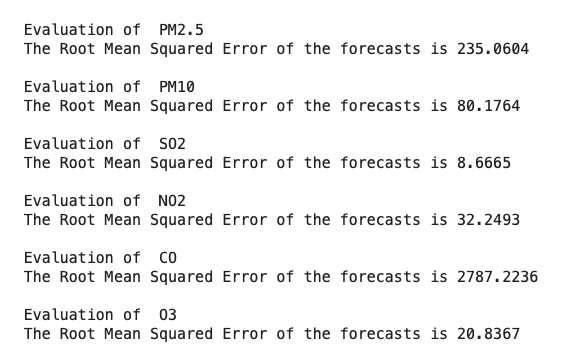 Evaluation of  PM2.5
The Root Mean Squared Error of the forecasts is 235.0604
Evaluation of  PM10
The Root Mean Squared Error of the forecasts is 80.1764
Evaluation of  SO2
The Root Mean Squared Error of the forecasts is 8.6665
Evaluation of  NO2
The Root Mean Squared Error of the forecasts is 32.2493
Evaluation of  CO
The Root Mean Squared Error of the forecasts is 2787.2236
Evaluation of  O3
The Root Mean Squared Error of the forecasts is 20.8367